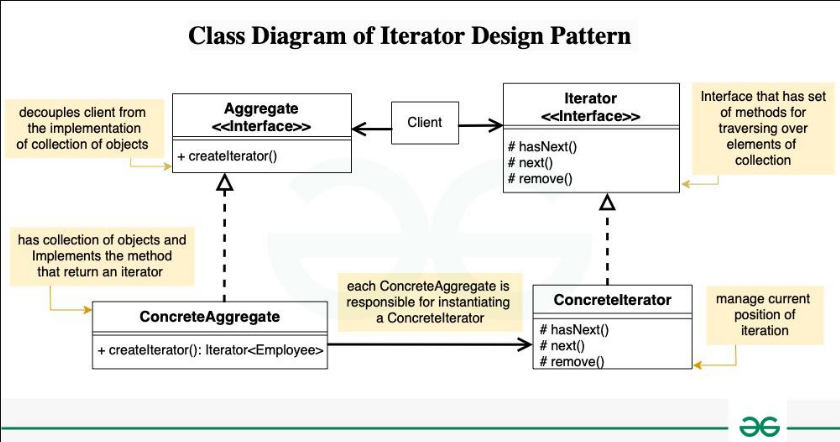 Class Diagram of Iterator Design Pattern
decouples client from
the implementation
of collection of objects
Aggregate
<<Interface>>
+ createIterator()
Client
Iterator
<<Interface>>
# hasNext()
# next()
# remove()
Interface that has set
of methods for
traversing over
elements of
collection
has collection of objects and
Implements the method
that return an iterator
ConcreteAggregate
+ createIterator(): Iterator<Employee>
each ConcreteAggregate is
responsible for instantiating
a ConcreteIterator
ConcreteIterator
# hasNext()
# next()
# remove()
manage current
position of
iteration